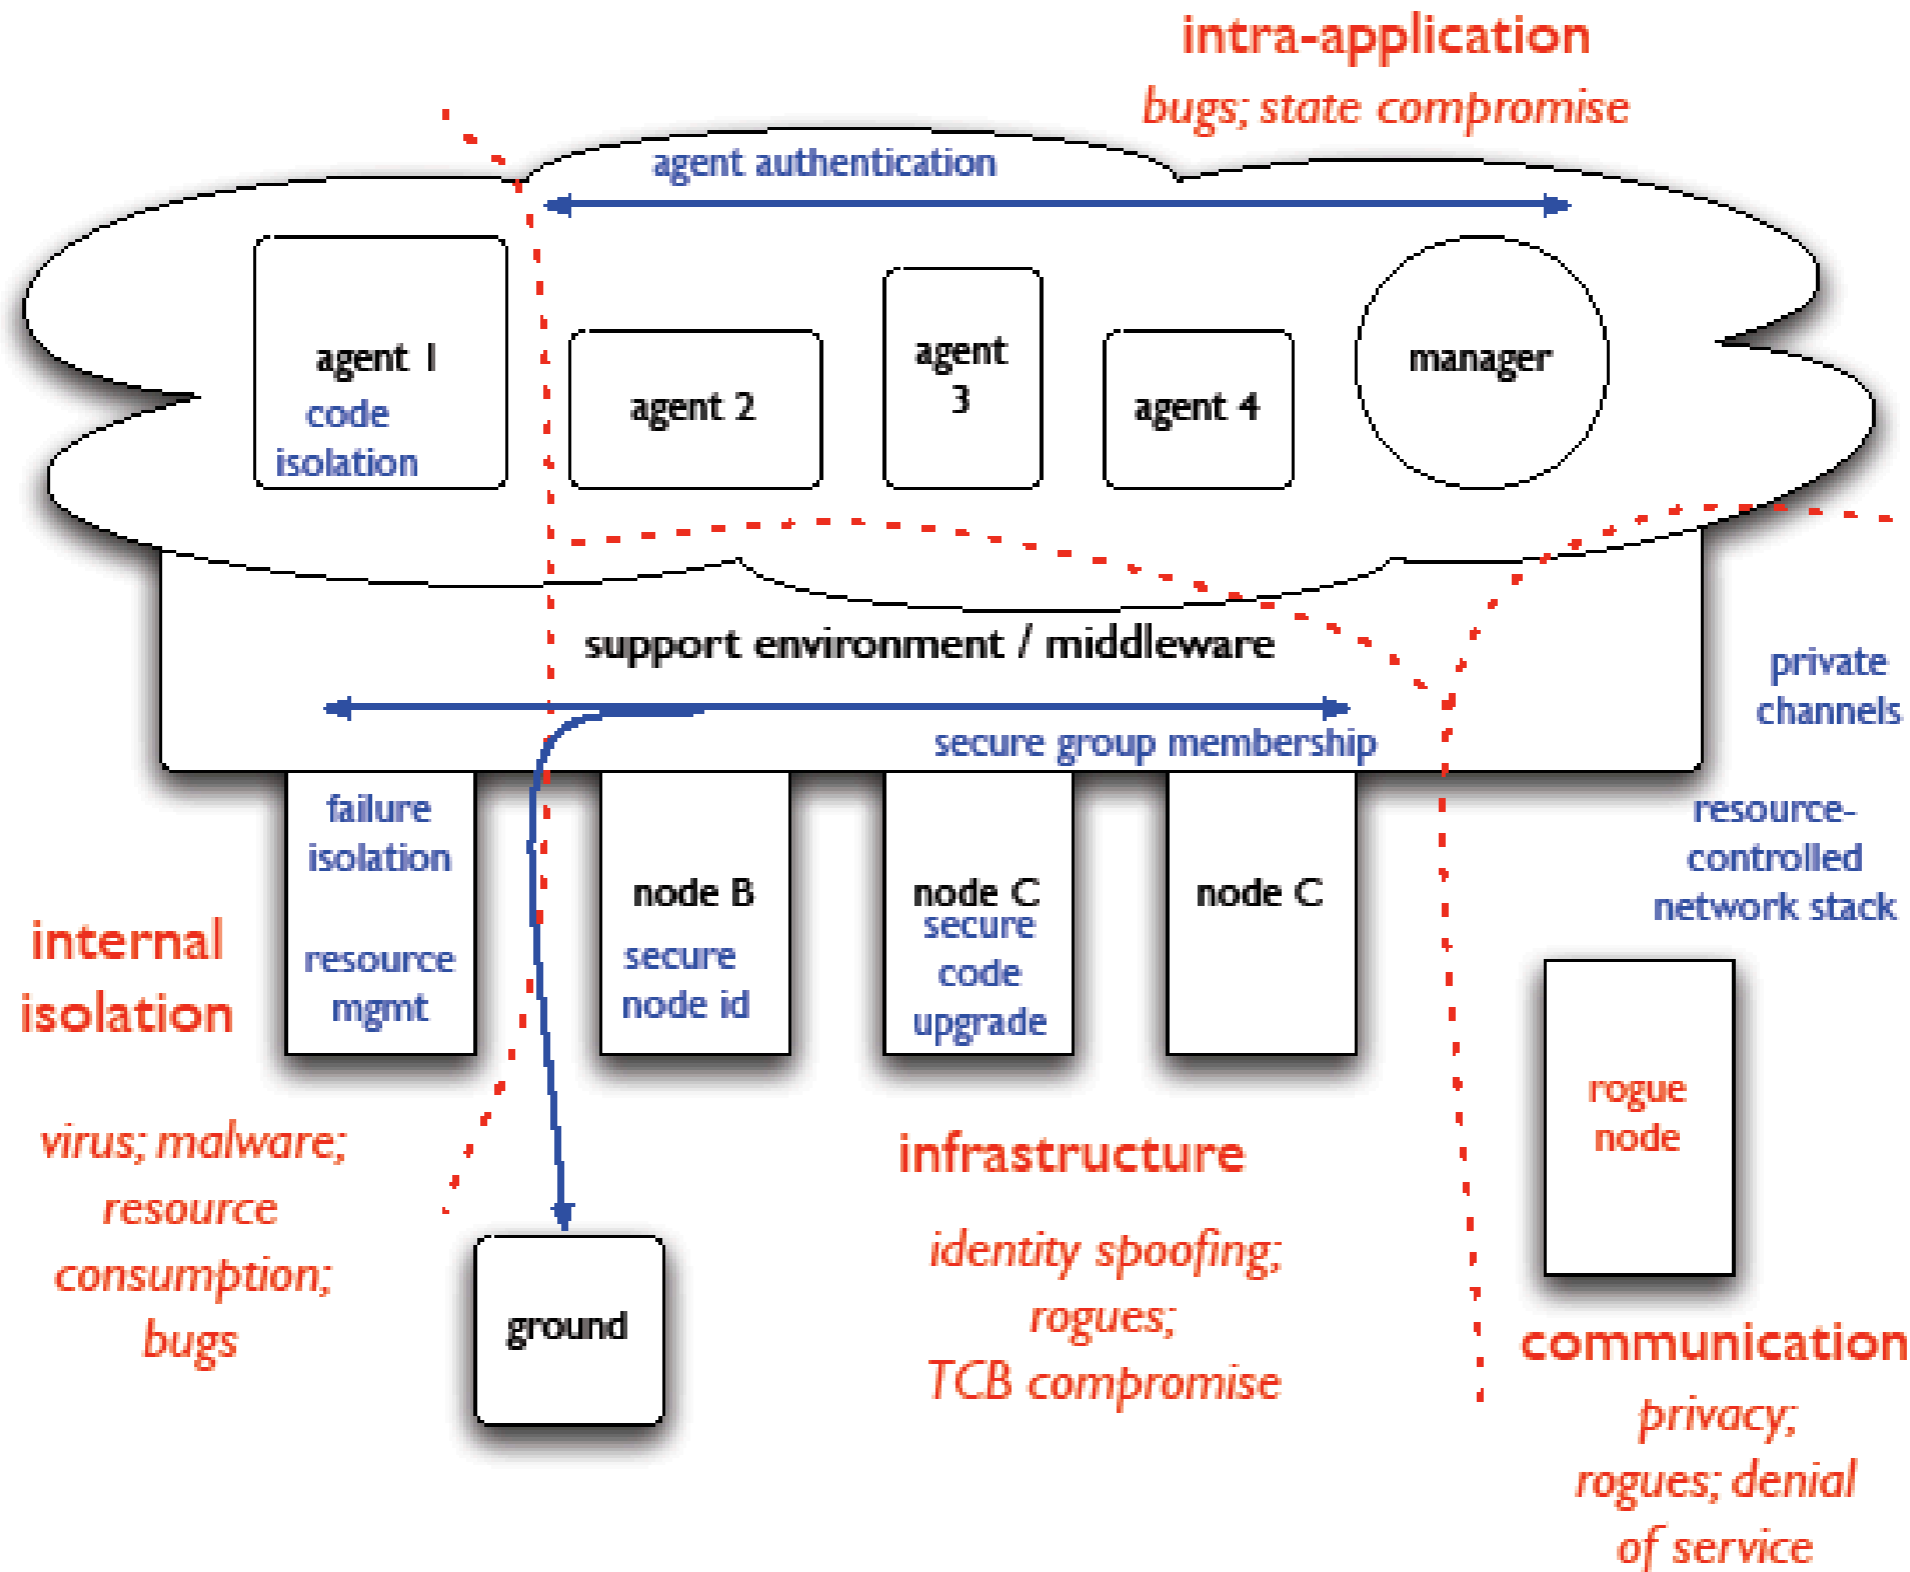 intra-application
bugs; state compromise
agent authentication
agent 1
code
isolation
agent 2
agent
3
agent 4
manager
support environment / middleware
secure group membership
private
channels
resource-
controlled
network stack
failure
isolation
resource
mgmt
node B
secure
node id
node C
secure
code
upgrade
node C
internal
isolation
virus; malware;
resource
consumption;
bugs
ground
infrastructure
identity spoofing;
rogues;
TCB compromise
rogue
node
communication
privacy;
rogues; denial
of service